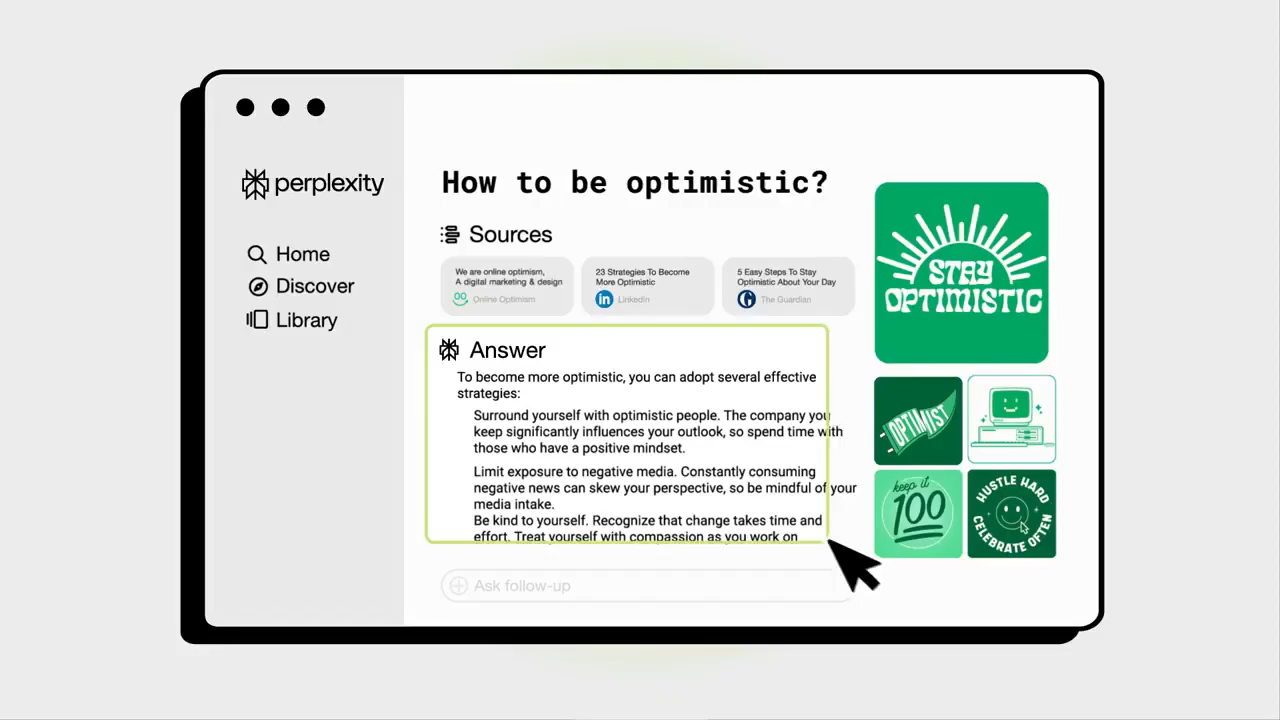 perplexity
Home
Discover
Library
How to be optimistic?
Sources
We are online optimism,
A digital marketing & design
Online Optimism
23 Strategies To Become
More Optimistic
LinkedIn
5 Easy Steps To Stay
Optimistic About Your Day
The Guardian
Answer
To become more optimistic, you can adopt several effective
strategies:
Surround yourself with optimistic people. The company you
keep significantly influences your outlook, so spend time with
those who have a positive mindset.
Limit exposure to negative media. Constantly consuming
negative news can skew your perspective, so be mindful of your
media intake.
Be kind to yourself. Recognize that change takes time and
effort. Treat yourself with compassion as you work on
Ask follow-up
STAY
OPTIMISTIC
OPTIMIST
keep it
100
HUSTLE HARD
CELEBRATE OFTEN